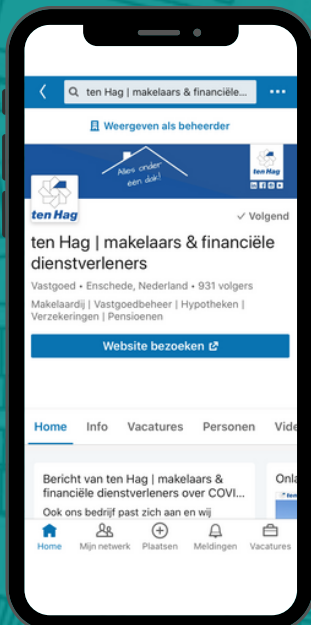 ten Hag | makelaars & financiële...
Weergeven als beheerder
Alles onder
één dak!
ten Hag
ten Hag
Volgend
ten Hag | makelaars & financiële
dienstverleners
Vastgoed • Enschede, Nederland • 931 volgers
Makelaardij | Vastgoedbeheer | Hypotheken |
Verzekeringen | Pensioenen
Website bezoeken
Home Info Vacatures Personen Vide
Bericht van ten Hag | makelaars &
financiële dienstverleners over COVI...
Ook ons bedrijf past zich aan en wij
Onla
Home Mijn netwerk Plaatsen Meldingen Vacatures